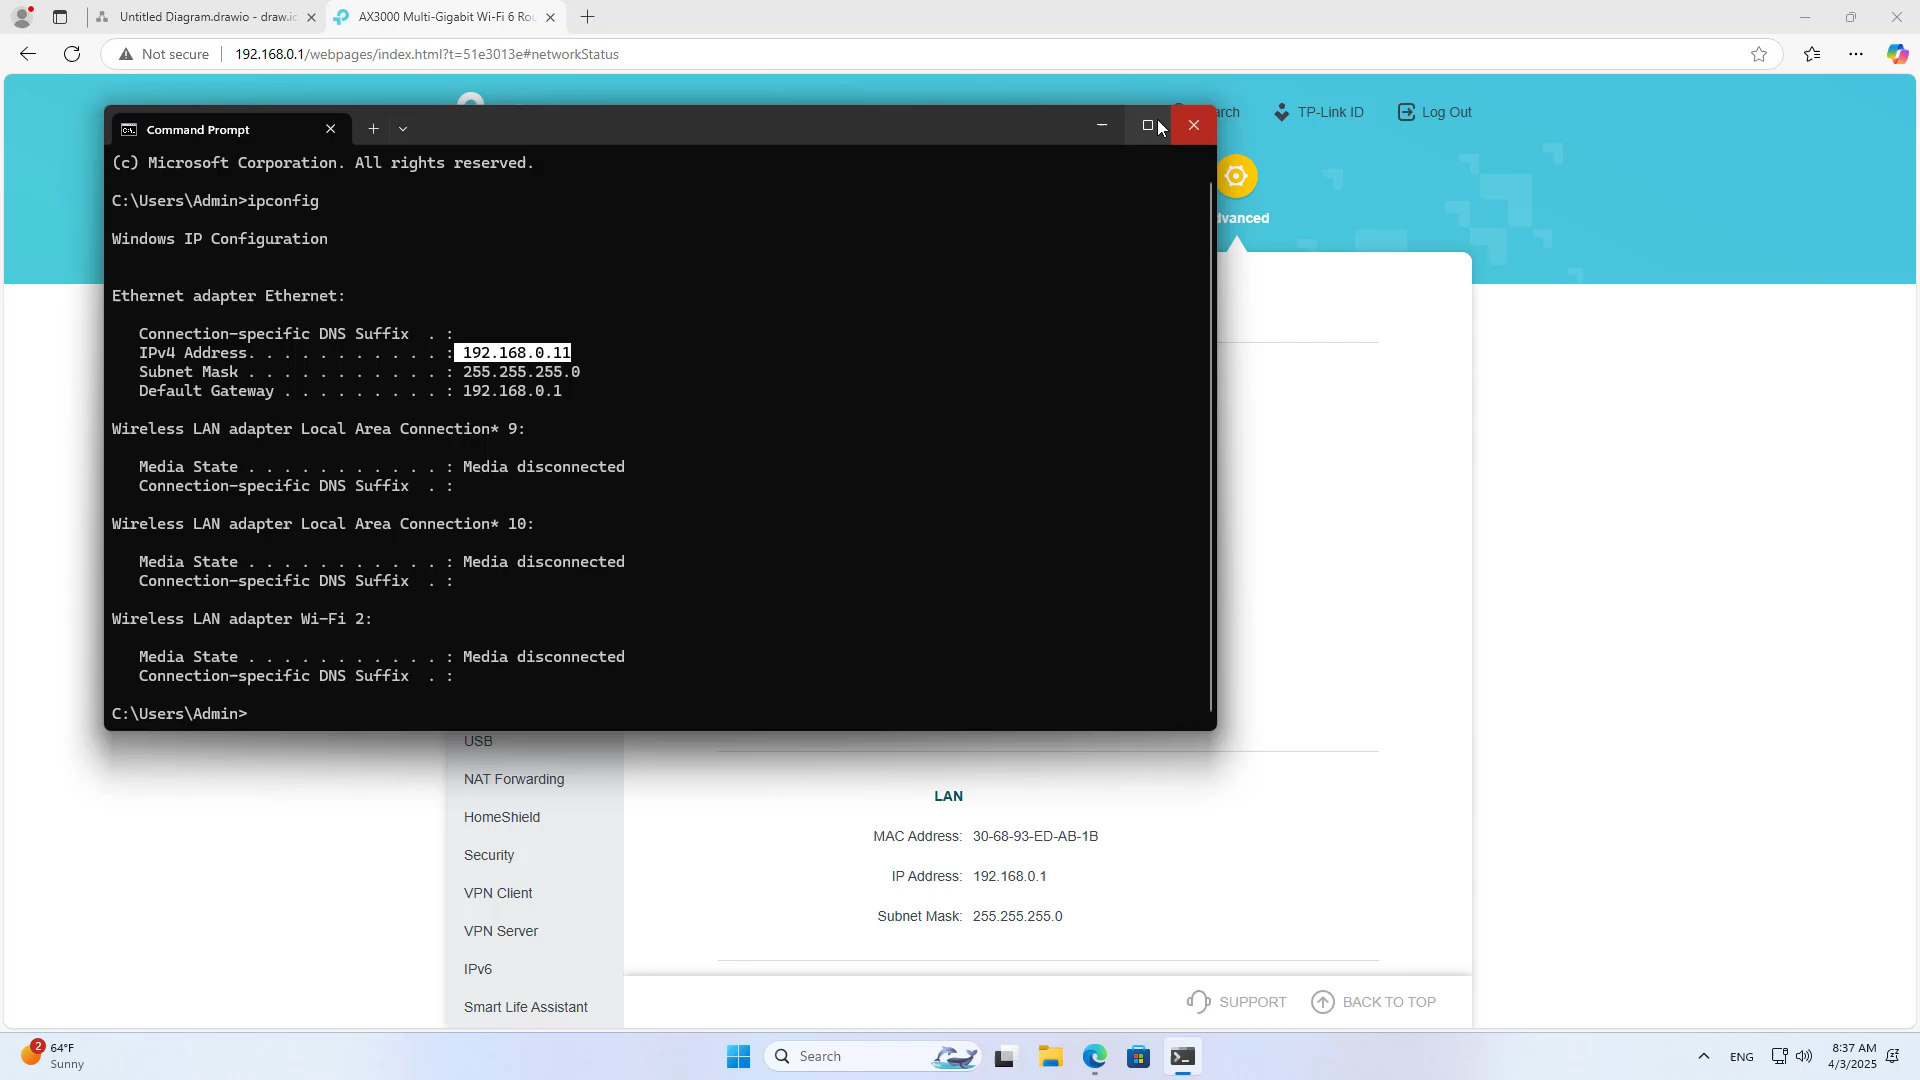 Untitled Diagram.drawio - draw.io
AX3000 Multi-Gigabit Wi-Fi 6 Rou
Not secure
192.168.0.1/webpages/index.html?t=51e3013e#networkStatus
TP-Link ID
Log Out
Command Prompt
(c) Microsoft Corporation. All rights reserved.
C:\Users\Admin>ipconfig
Windows IP Configuration
Ethernet adapter Ethernet:
Connection-specific DNS Suffix . :
IPv4 Address. . . . . . . . . . . : 192.168.0.11
Subnet Mask . . . . . . . . . . . : 255.255.255.0
Default Gateway . . . . . . . . . : 192.168.0.1
Wireless LAN adapter Local Area Connection* 9:
Media State . . . . . . . . . . . : Media disconnected
Connection-specific DNS Suffix . :
Wireless LAN adapter Local Area Connection* 10:
Media State . . . . . . . . . . . : Media disconnected
Connection-specific DNS Suffix . :
Wireless LAN adapter Wi-Fi 2:
Media State . . . . . . . . . . . : Media disconnected
Connection-specific DNS Suffix . :
C:\Users\Admin>
arch
dvanced
USB
NAT Forwarding
HomeShield
Security
VPN Client
VPN Server
IPv6
Smart Life Assistant
LAN
MAC Address: 30-68-93-ED-AB-1B
IP Address: 192.168.0.1
Subnet Mask: 255.255.255.0
SUPPORT
BACK TO TOP
2
64°F
Sunny
Search
ENG
8:37 AM
4/3/2025